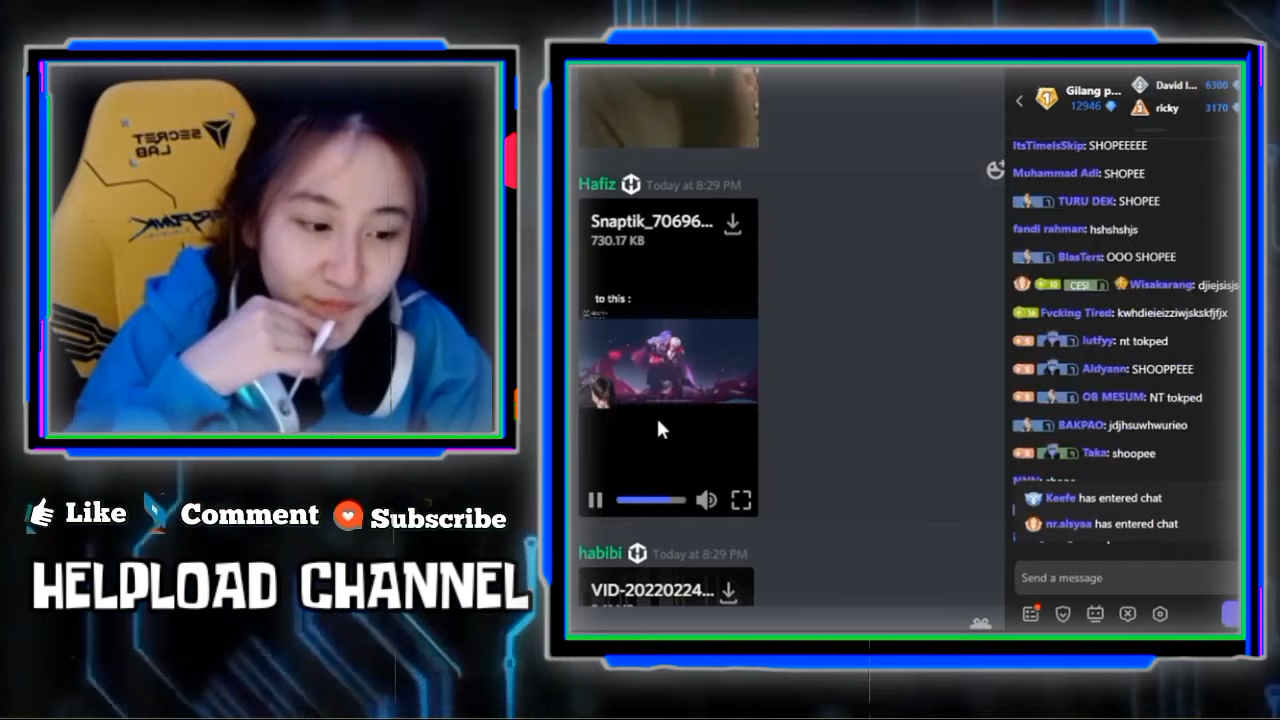 SECRET
LAB
Like
Comment
Subscribe
HELPLOAD CHANNEL
Hafiz Today at 8:29 PM
Snaptik_70696...
730.17 KB
to this :
habibi Today at 8:29 PM
VID-20220224...
Gilang p...
12946
David I... 6300
ricky 3170
ItsTimeIsSkip: SHOPEEEEE
Muhammad Adi: SHOPEE
TURU DEK: SHOPEE
fandi rahman: hshshshjs
BlasTers: OOO SHOPEE
CESI Wisakarang: djiejsisjs
Fvcking Tired: kwhdieieizziwjskskfjfjx
lutfyy: nt tokped
Aldyann: SHOOPPEEE
OB MESUM: NT tokped
BAKPAO: jdjhsuwhwurieo
Taka: shoopee
Keefe has entered chat
nr.alsyaa has entered chat
Send a message